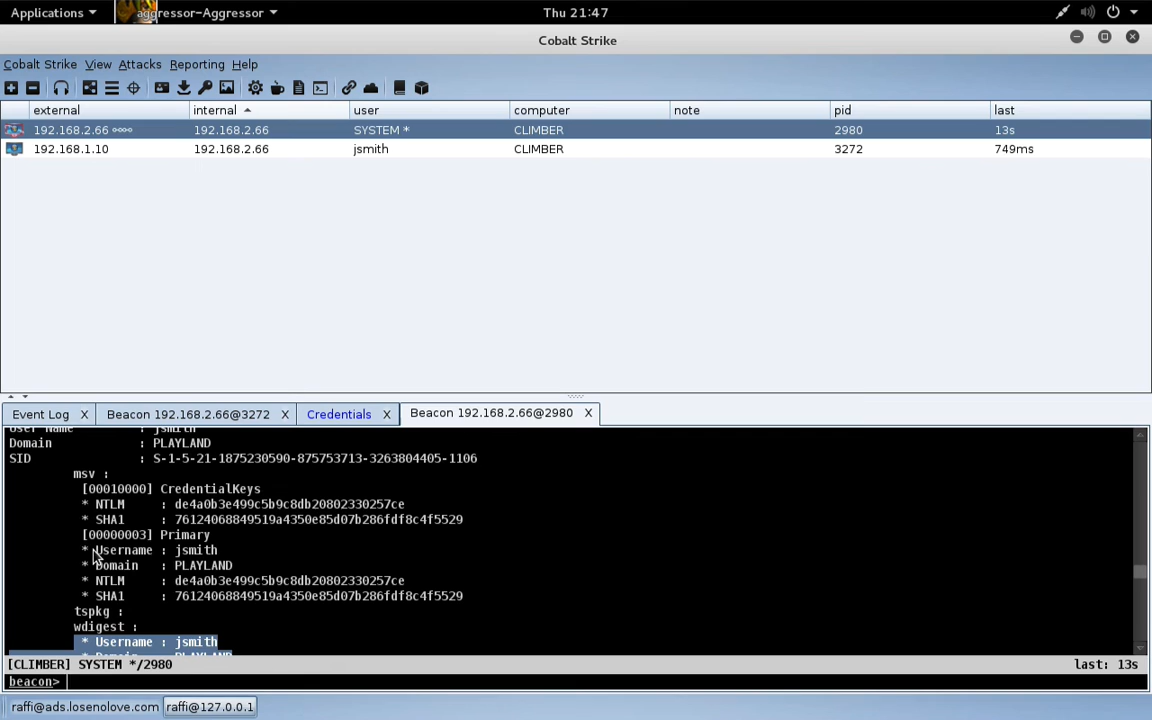 Applications aggressor-Aggressor Thu 21:47
Cobalt Strike
Cobalt Strike View Attacks Reporting Help
external internal user computer note pid last
192.168.2.66 192.168.2.66 SYSTEM * CLIMBER 2980 13s
192.168.1.10 192.168.2.66 jsmith CLIMBER 3272 749ms
Event Log X Beacon 192.168.2.66@3272 X Credentials X Beacon 192.168.2.66@2980 X
User Name : jsmith
Domain : PLAYLAND
SID : S-1-5-21-1875230590-875753713-3263804405-1106
msv :
[00010000] CredentialKeys
* NTLM : de4a0b3e499c5b9c8db20802330257ce
* SHA1 : 76124068849519a4350e85d07b286fdf8c4f5529
[00000003] Primary
* Username : jsmith
* Domain : PLAYLAND
* NTLM : de4a0b3e499c5b9c8db20802330257ce
* SHA1 : 76124068849519a4350e85d07b286fdf8c4f5529
tspkg :
wdigest :
* Username : jsmith
* Domain : PLAYLAND
[CLIMBER] SYSTEM */2980 last: 13s
beacon>
raffi@ads.losenolove.com raffi@127.0.0.1